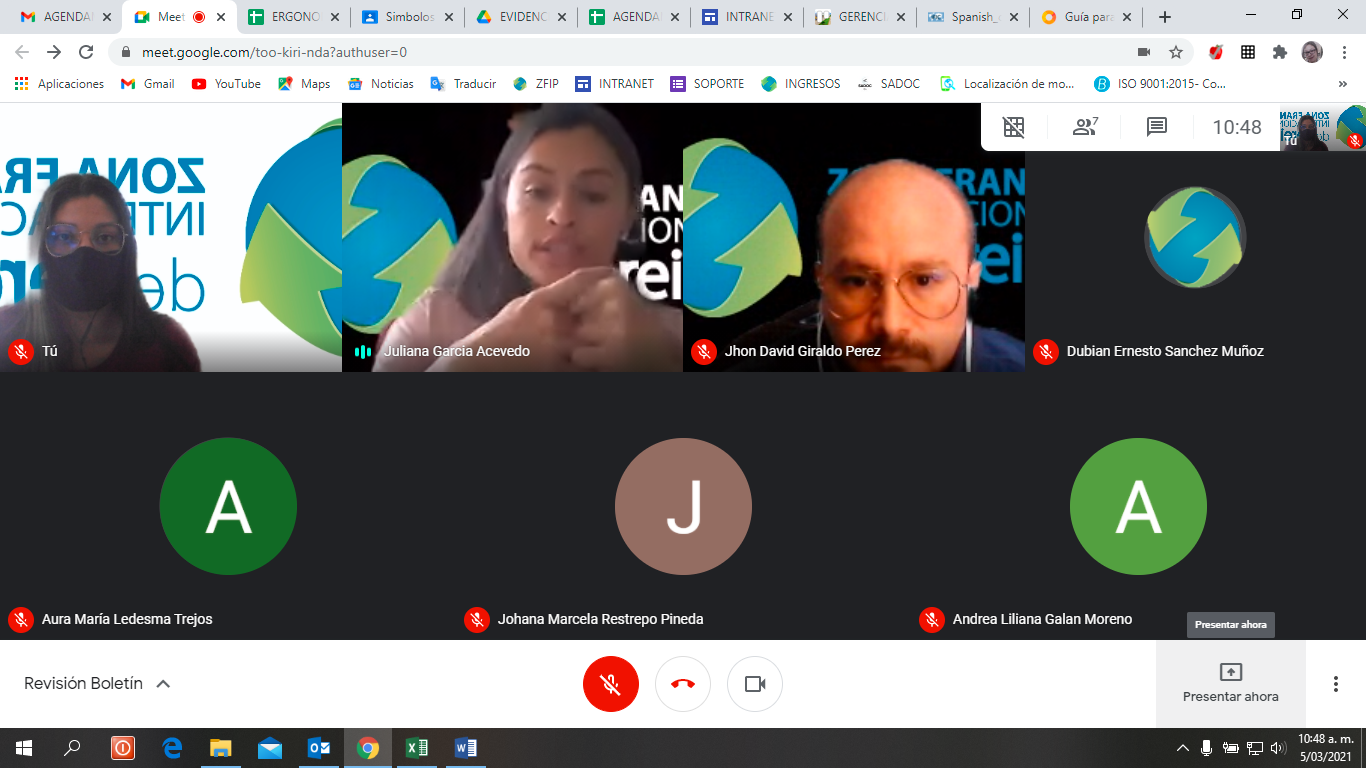 AGENDA
Meet
ERGONO
Simbolos
EVIDENC
AGENDA
INTRANE
GERENCI
Spanish_
Guía para
meet.google.com/too-kiri-nda?authuser=0
Aplicaciones
Gmail
YouTube
Maps
Noticias
Traducir
ZFIP
INTRANET
SOPORTE
INGRESOS
SADOC
Localización de mo...
ISO 9001:2015- Co...
»
7
10:48
Tú
Tú
Juliana Garcia Acevedo
Jhon David Giraldo Perez
Dubian Ernesto Sanchez Muñoz
A
J
A
Aura María Ledesma Trejos
Johana Marcela Restrepo Pineda
Andrea Liliana Galan Moreno
Presentar ahora
Revisión Boletín
Presentar ahora
10:48 a. m.
5/03/2021